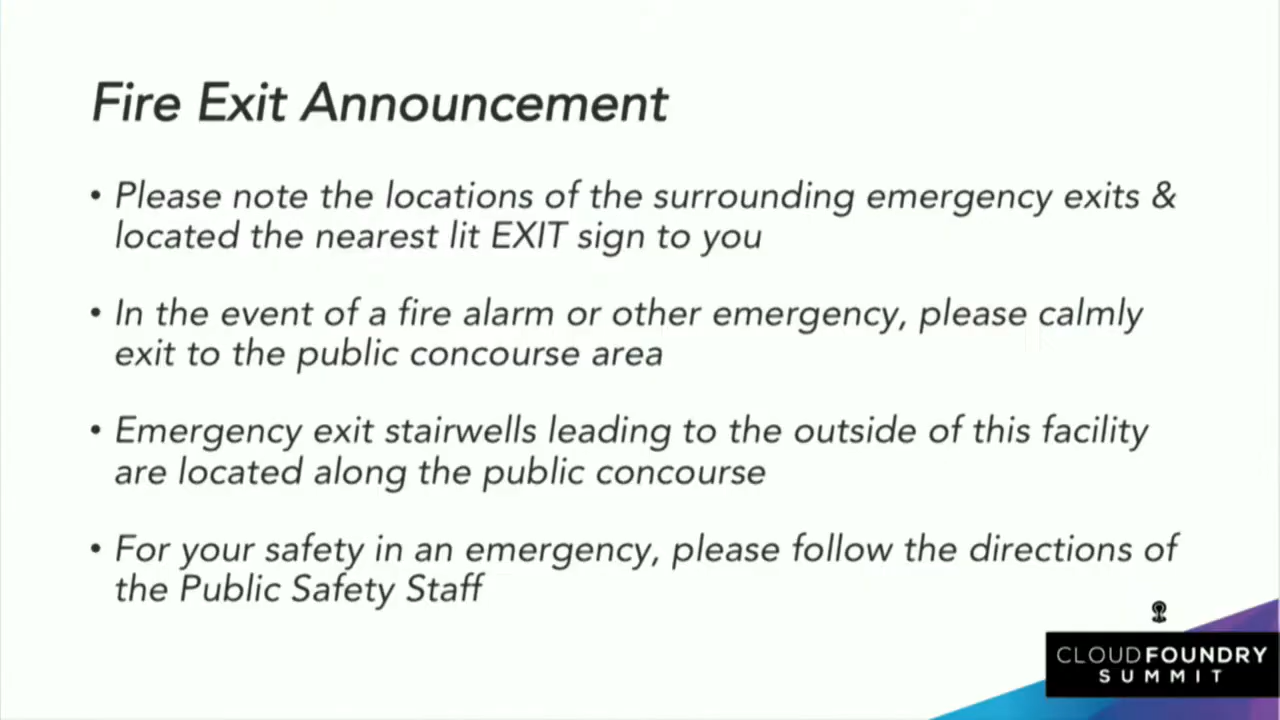 Fire Exit Announcement
• Please note the locations of the surrounding emergency exits &
located the nearest lit EXIT sign to you
• In the event of a fire alarm or other emergency, please calmly
exit to the public concourse area
• Emergency exit stairwells leading to the outside of this facility
are located along the public concourse
• For your safety in an emergency, please follow the directions of
the Public Safety Staff
CLOUDFOUNDRY
SUMMIT